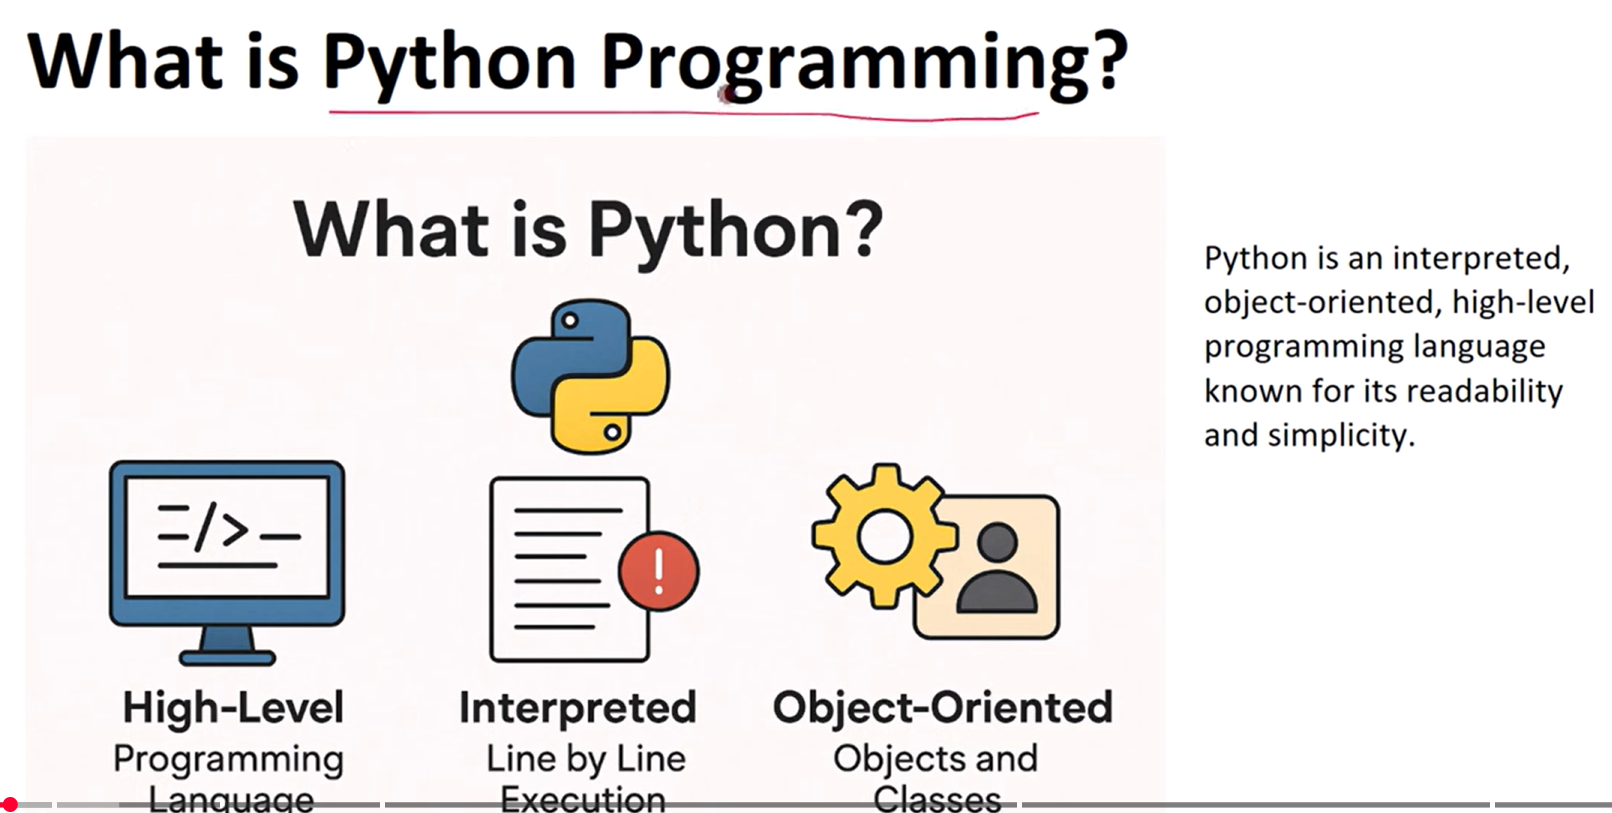 What is Python Programming?
What is Python?
Python is an interpreted,
object-oriented, high-level
programming language
known for its readability
and simplicity.
</>
!
High-Level
Programming
Language
Interpreted
Line by Line
Execution
Object-Oriented
Objects and
Classes